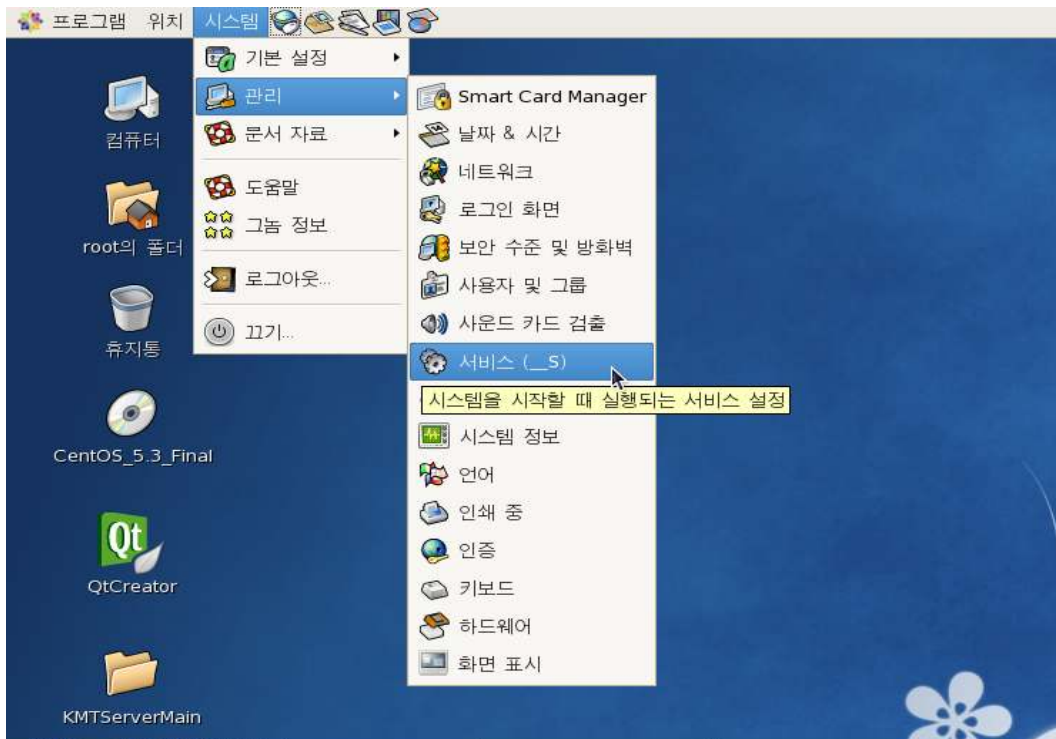 프로그램 위치 시스템
기본 설정
관리
문서 자료
도움말
그놈 정보
로그아웃...
끄기...
Smart Card Manager
날짜 & 시간
네트워크
로그인 화면
보안 수준 및 방화벽
사용자 및 그룹
사운드 카드 검출
서비스 (__S)
시스템을 시작할 때 실행되는 서비스 설정
시스템 정보
언어
인쇄 중
인증
키보드
하드웨어
화면 표시
컴퓨터
root의 폴더
휴지통
CentOS_5.3_Final
Qt
QtCreator
KMTServerMain